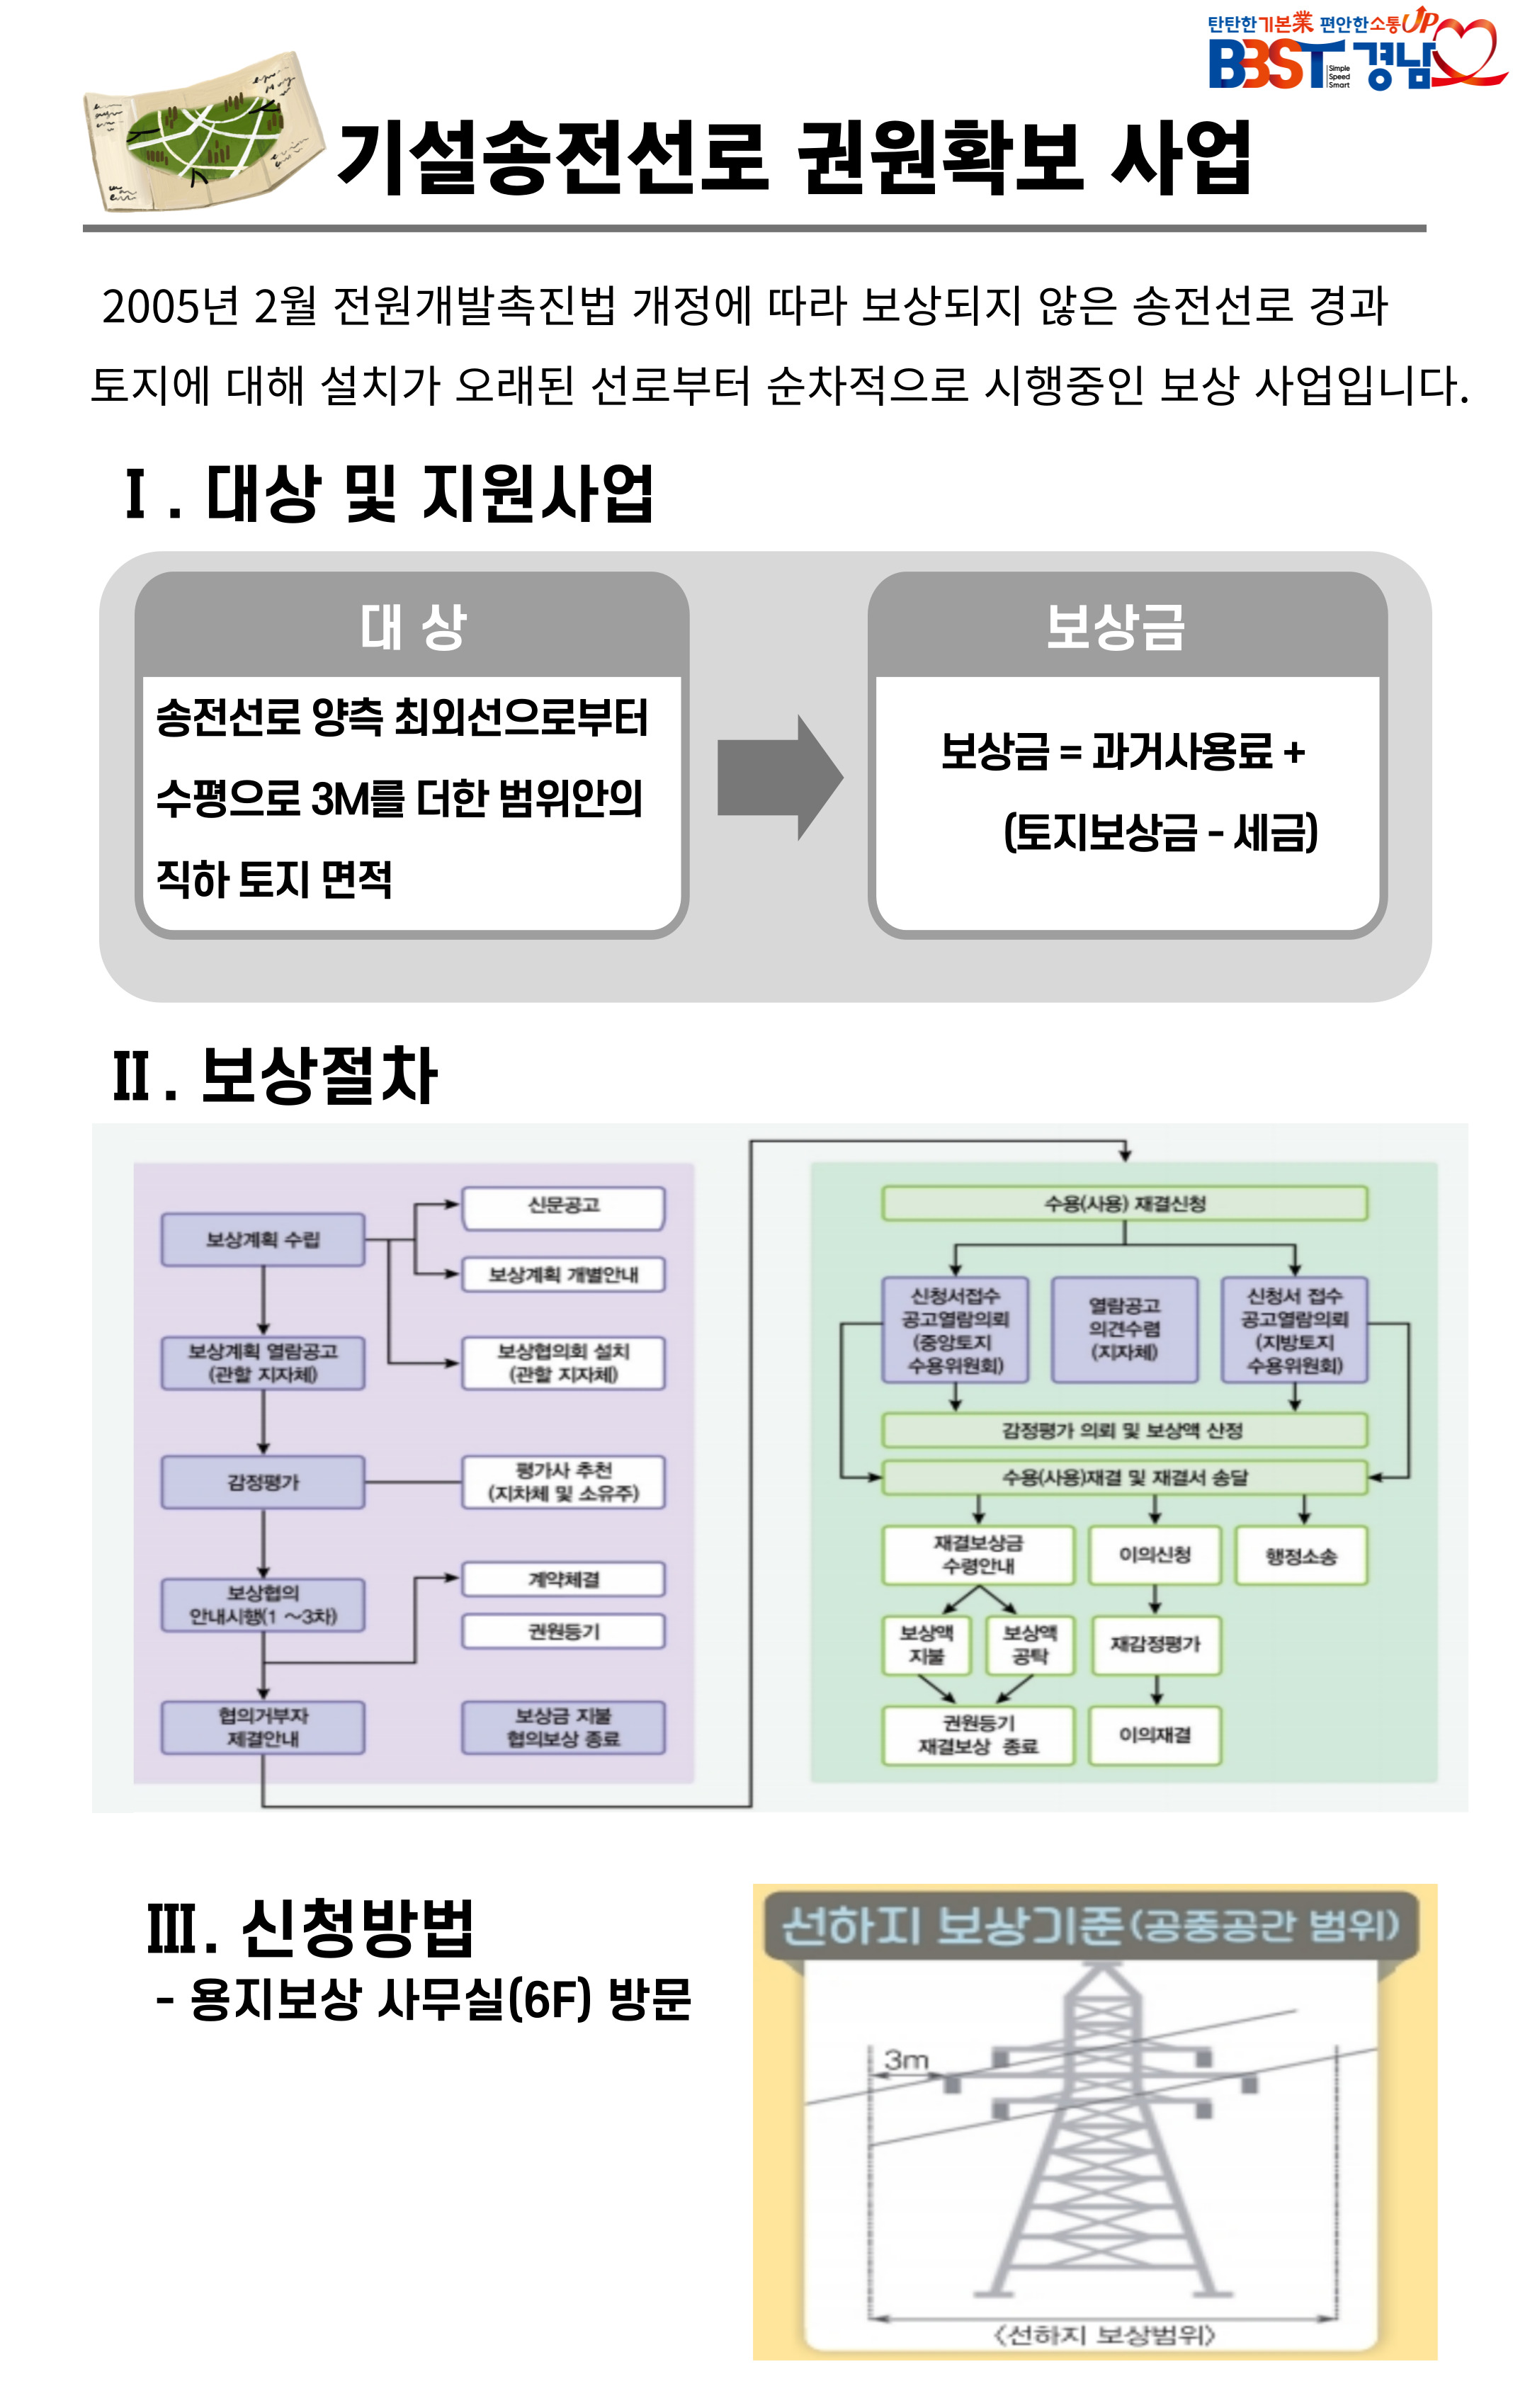 탄탄한기본業 편안한소통UP
BBST 경남
Simple
Speed
Smart
기설송전선로 권원확보 사업
2005년 2월 전원개발촉진법 개정에 따라 보상되지 않은 송전선로 경과
토지에 대해 설치가 오래된 선로부터 순차적으로 시행중인 보상 사업입니다.
Ⅰ. 대상 및 지원사업
대 상
송전선로 양측 최외선으로부터
수평으로 3M를 더한 범위안의
직하 토지 면적
보상금
보상금 = 과거사용료 +
(토지보상금 - 세금)
Ⅱ. 보상절차
보상계획 수립
신문공고
보상계획 개별안내
보상계획 열람공고
(관할 지자체)
보상협의회 설치
(관할 지자체)
감정평가
평가사 추천
(지차체 및 소유주)
보상협의
안내시행(1 ～3차)
계약체결
권원등기
협의거부자
제결안내
보상금 지불
협의보상 종료
수용(사용) 재결신청
신청서접수
공고열람의뢰
(중앙토지
수용위원회)
열람공고
의견수렴
(지자체)
신청서 접수
공고열람의뢰
(지방토지
수용위원회)
감정평가 의뢰 및 보상액 산정
수용(사용)재결 및 재결서 송달
재결보상금
수령안내
이의신청
행정소송
보상액
지불
보상액
공탁
재감정평가
권원등기
재결보상 종료
이의재결
Ⅲ. 신청방법
- 용지보상 사무실(6F) 방문
선하지 보상기준(공중공간 범위)
3m
〈선하지 보상범위〉